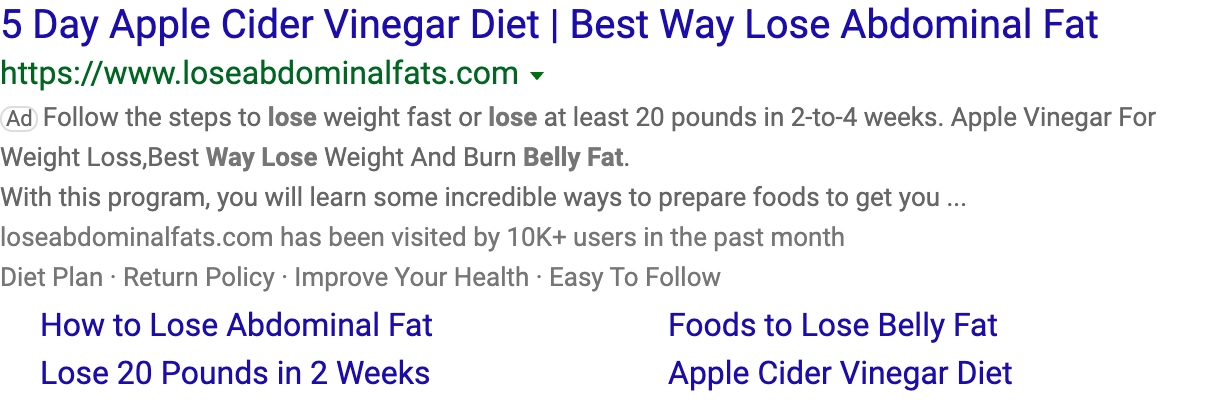 5 Day Apple Cider Vinegar Diet | Best Way Lose Abdominal Fat
https://www.loseabdominalfats.com
Ad Follow the steps to lose weight fast or lose at least 20 pounds in 2-to-4 weeks. Apple Vinegar For
Weight Loss,Best Way Lose Weight And Burn Belly Fat.
With this program, you will learn some incredible ways to prepare foods to get you ...
loseabdominalfats.com has been visited by 10K+ users in the past month
Diet Plan · Return Policy · Improve Your Health · Easy To Follow
How to Lose Abdominal Fat
Foods to Lose Belly Fat
Lose 20 Pounds in 2 Weeks
Apple Cider Vinegar Diet